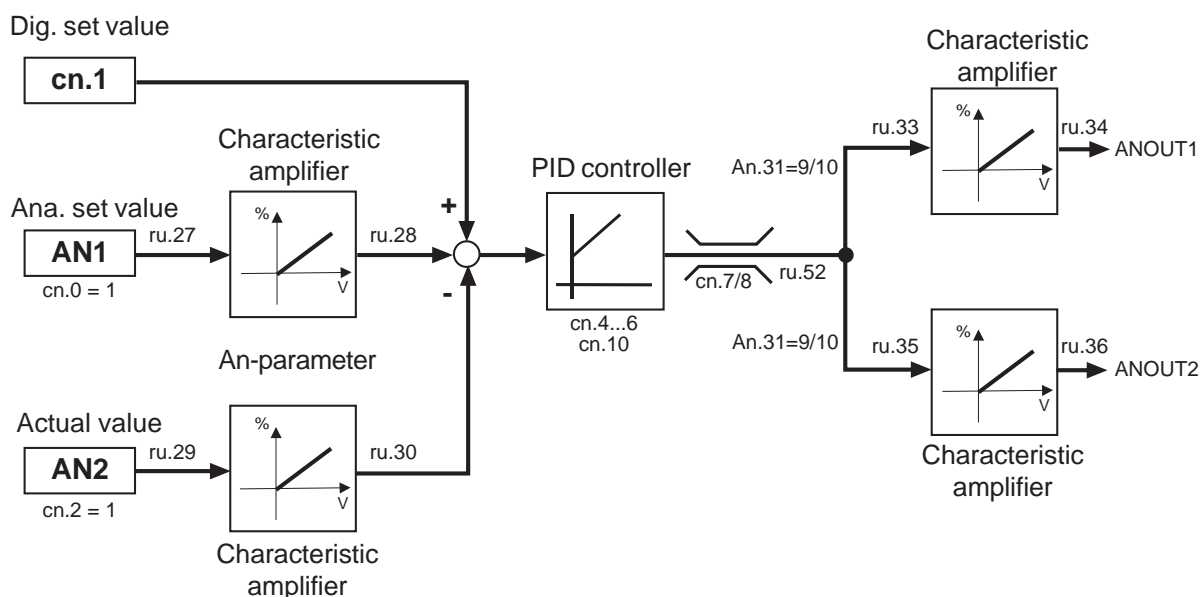 Dig. set value
cn.1
Characteristic
amplifier
%
V
Ana. set value
AN1
cn.0 = 1
ru.27
ru.28
+
-
An-parameter
Actual value
AN2
cn.2 = 1
ru.29
%
V
ru.30
Characteristic
amplifier
PID controller
cn.4...6
cn.10
cn.7/8
ru.52
An.31=9/10
ru.33
Characteristic
amplifier
%
V
ru.34
ANOUT1
An.31=9/10
ru.35
%
V
ru.36
ANOUT2
Characteristic
amplifier